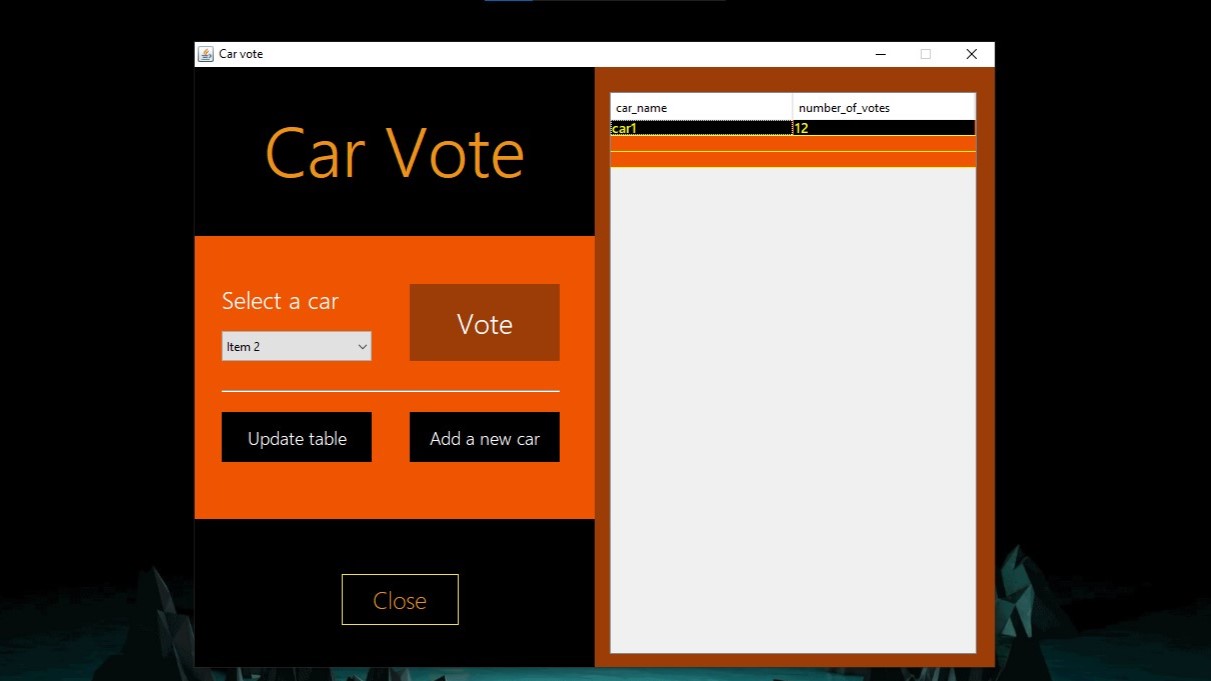 Car vote
Car Vote
Select a car
Item 2
Vote
Update table
Add a new car
Close
car_name number_of_votes
car1 12